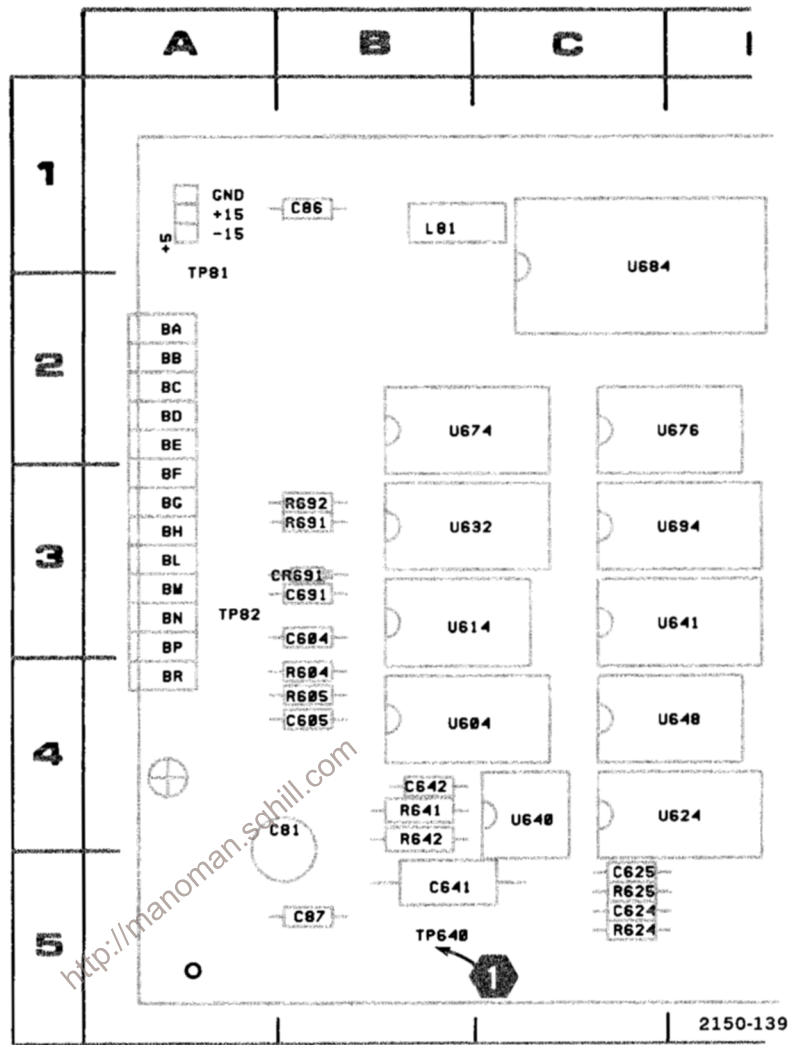 A B C
1
GND
+15
-15
+5
TP81
C86
L81
U684
2
BA
BB
BC
BD
BE
BF
BG
BH
BL
BM
BN
BP
BR
U674
U676
3
R692
R691
U632
U694
CR691
C691
TP82
C604
U614
U641
4
R604
R605
C605
U604
U648
C642
R641
R642
U640
U624
C81
5
C641
C625
R625
C624
R624
C87
TP640
1
http://manoman.sqhill.com
2150-139